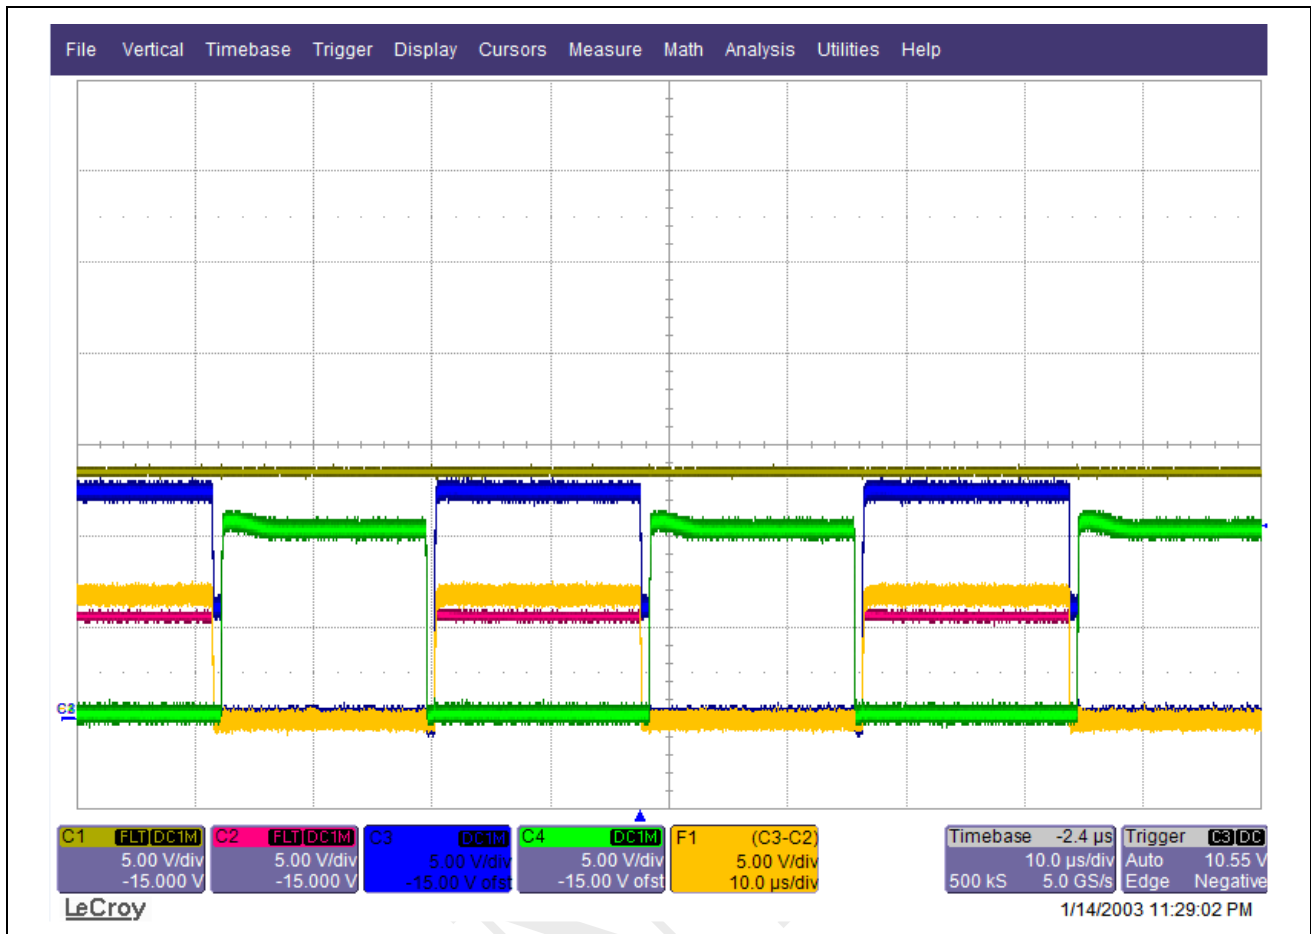 File Vertical Timebase Trigger Display Cursors Measure Math Analysis Utilities Help
C3
C1 FLT DC1M C2 FLT DC1M C3 DC1M C4 DC1M F1 (C3-C2) Timebase -2.4 µs Trigger C3 DC
5.00 V/div 5.00 V/div 5.00 V/div 5.00 V/div 5.00 V/div 10.0 µs/div Auto 10.55 V
-15.000 V -15.000 V -15.00 V ofst -15.00 V ofst 10.0 µs/div 500 kS 5.0 GS/s Edge Negative
LeCroy 1/14/2003 11:29:02 PM